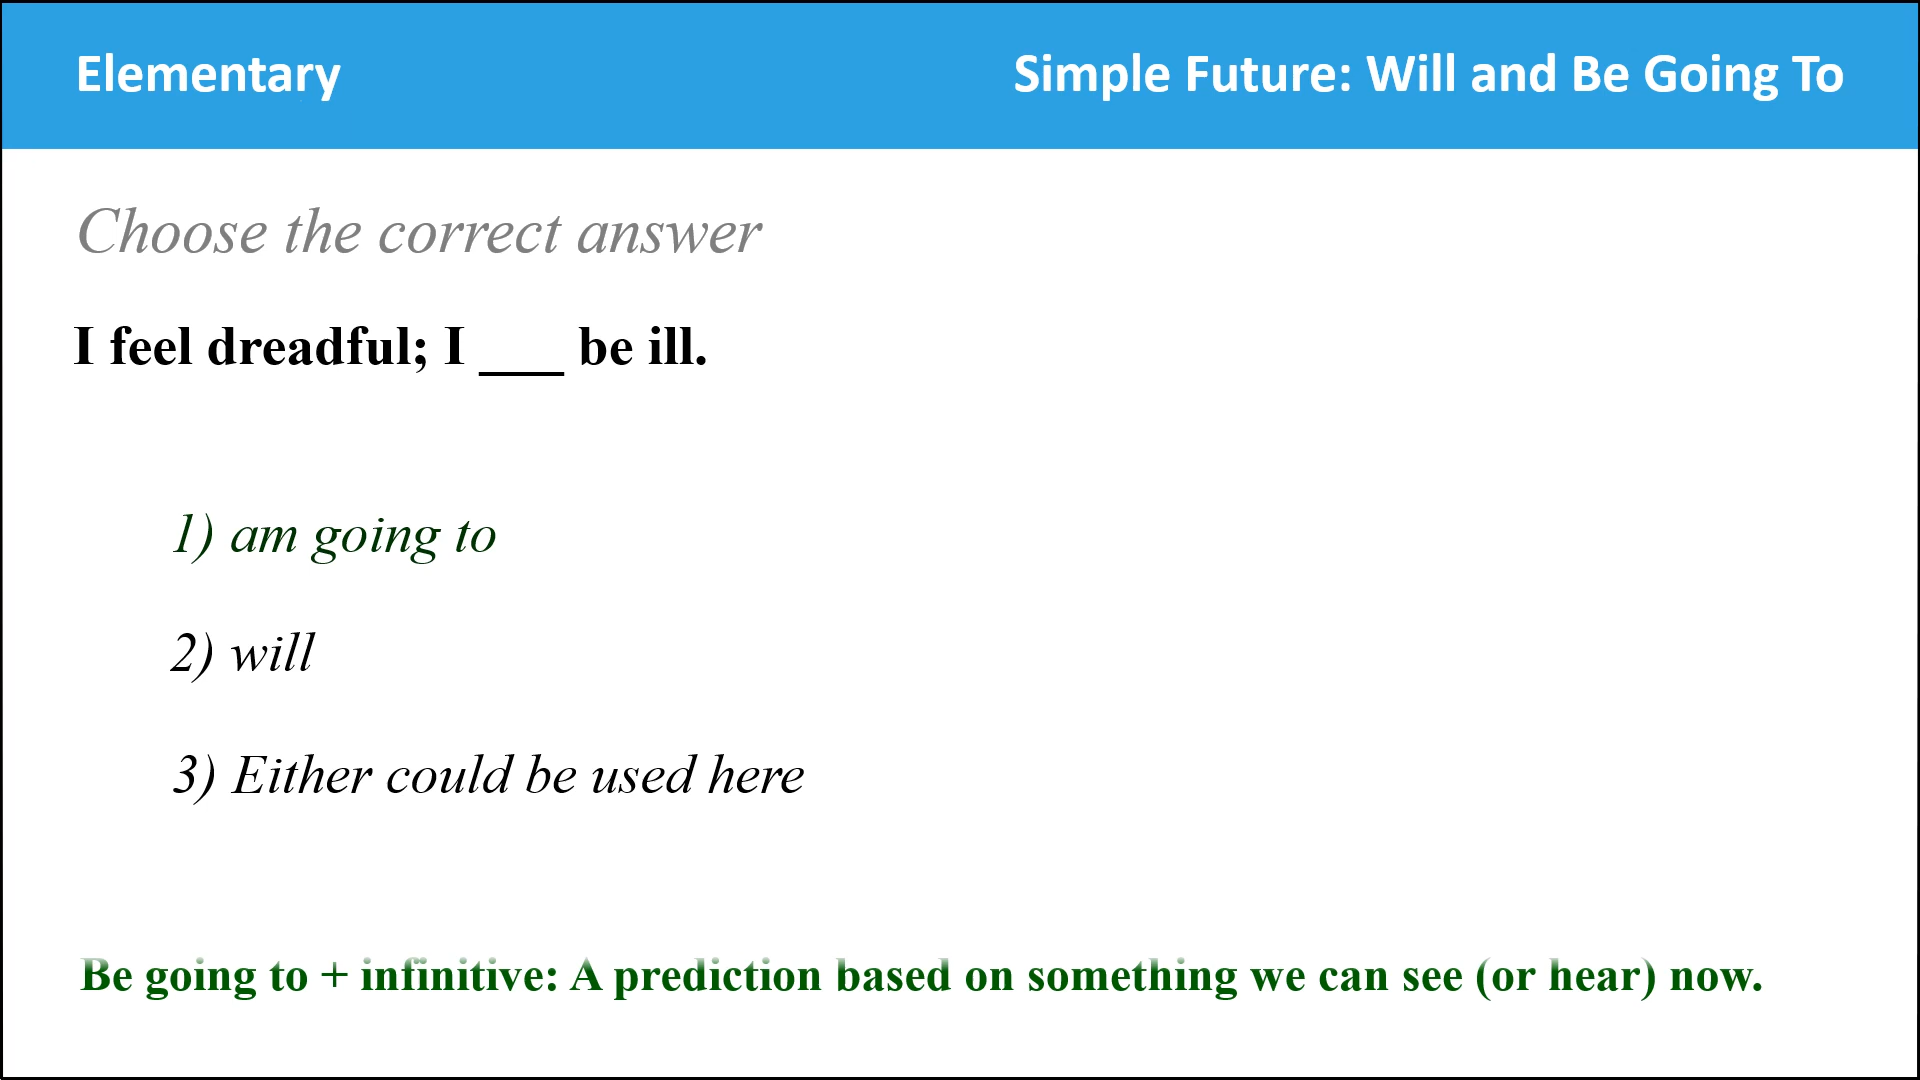 Elementary
Simple Future: Will and Be Going To
Choose the correct answer
I feel dreadful; I ___ be ill.
1) am going to
2) will
3) Either could be used here
Be going to + infinitive: A prediction based on something we can see (or hear) now.